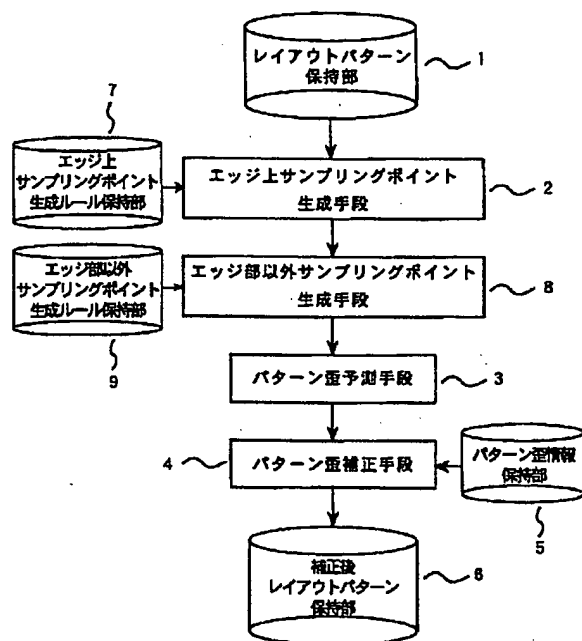 レイアウトパターン
保持部
1
7
エッジ上
サンプリングポイント
生成ルール保持部
エッジ上サンプリングポイント
生成手段
2
エッジ部以外
サンプリングポイント
生成ルール保持部
エッジ部以外サンプリングポイント
生成手段
8
9
パターン歪予測手段
3
4
パターン歪補正手段
パターン歪情報
保持部
5
補正後
レイアウトパターン
保持部
6